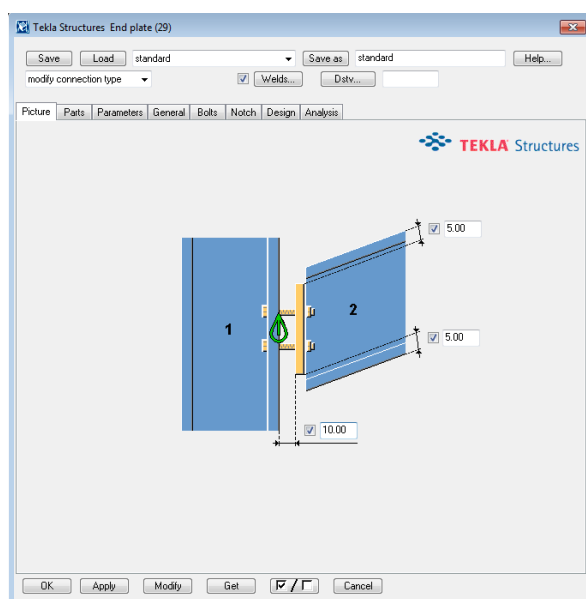 Tekla Structures End plate (29)
Save Load standard Save as standard Help...
modify connection type Welds... Dstv...
Picture Parts Parameters General Bolts Notch Design Analysis
TEKLA Structures
5.00
1 2
5.00
10.00
OK Apply Modify Get / Cancel